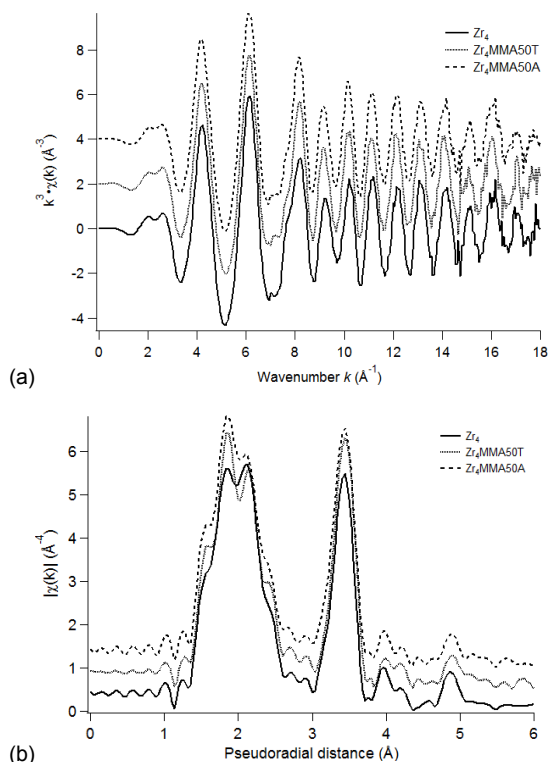 8
6
4
2
0
-2
-4
k³•χ(k) (Å⁻³)
Zr₄
Zr₄MMA50T
Zr₄MMA50A
0 2 4 6 8 10 12 14 16 18
Wavenumber k (Å⁻¹)
(a)
6
5
4
3
2
1
0
|χ(k)| (Å⁻⁴)
Zr₄
Zr₄MMA50T
Zr₄MMA50A
0 1 2 3 4 5 6
Pseudoradial distance (Å)
(b)